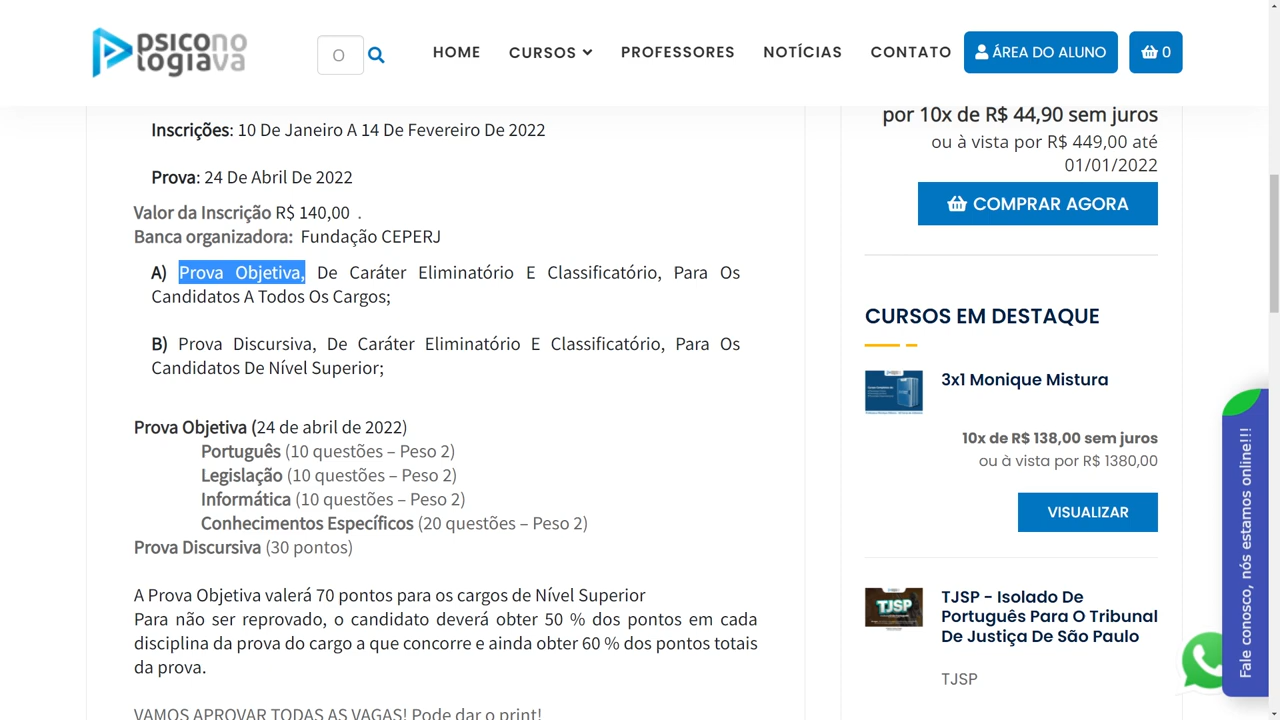 psicono
logiava
O
HOME
CURSOS
PROFESSORES
NOTÍCIAS
CONTATO
ÁREA DO ALUNO
0
Inscrições: 10 De Janeiro A 14 De Fevereiro De 2022
Prova: 24 De Abril De 2022
Valor da Inscrição R$ 140,00 .
Banca organizadora: Fundação CEPERJ
A) Prova Objetiva, De Caráter Eliminatório E Classificatório, Para Os
Candidatos A Todos Os Cargos;
B) Prova Discursiva, De Caráter Eliminatório E Classificatório, Para Os
Candidatos De Nível Superior;
Prova Objetiva (24 de abril de 2022)
Português (10 questões – Peso 2)
Legislação (10 questões – Peso 2)
Informática (10 questões – Peso 2)
Conhecimentos Específicos (20 questões – Peso 2)
Prova Discursiva (30 pontos)
A Prova Objetiva valerá 70 pontos para os cargos de Nível Superior
Para não ser reprovado, o candidato deverá obter 50 % dos pontos em cada
disciplina da prova do cargo a que concorre e ainda obter 60 % dos pontos totais
da prova.
VAMOS APROVAR TODAS AS VAGAS! Pode dar o print!
por 10x de R$ 44,90 sem juros
ou à vista por R$ 449,00 até
01/01/2022
COMPRAR AGORA
CURSOS EM DESTAQUE
3x1 Monique Mistura
10x de R$ 138,00 sem juros
ou à vista por R$ 1380,00
VISUALIZAR
TJSP
TJSP - Isolado De
Português Para O Tribunal
De Justiça De São Paulo
TJSP
Fale conosco, nós estamos online!!!